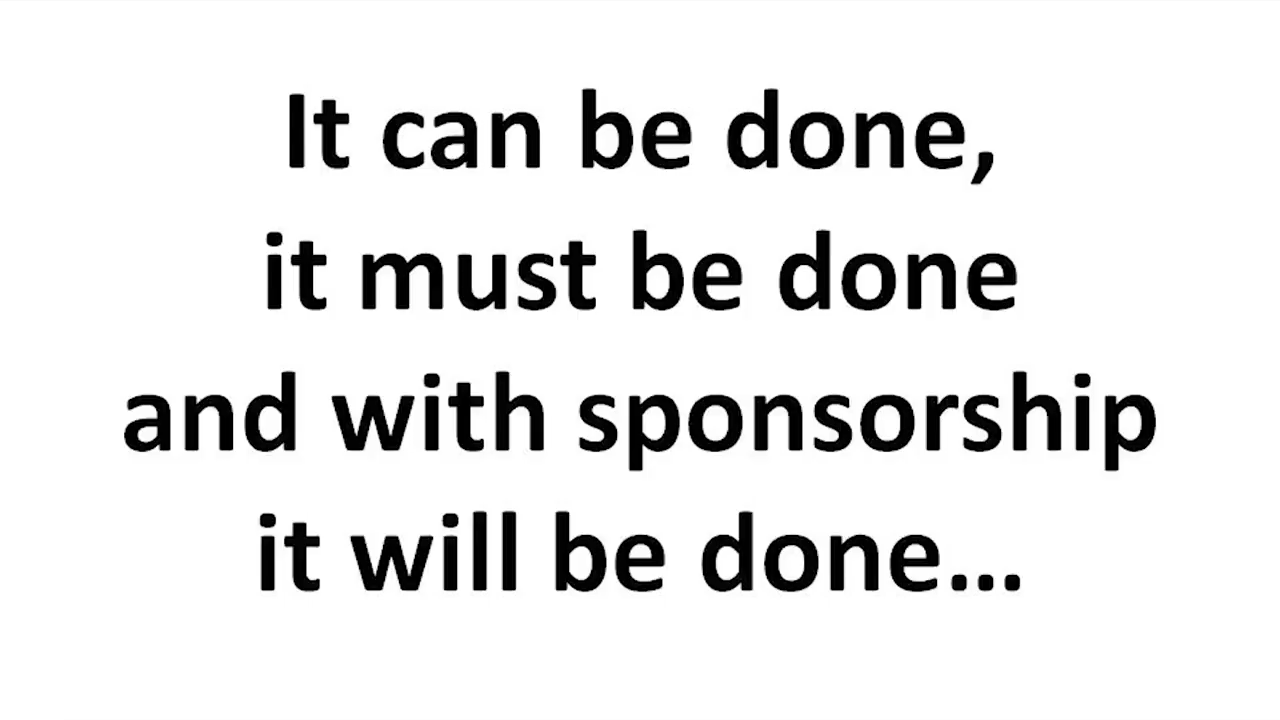 It can be done,
it must be done
and with sponsorship
it will be done...